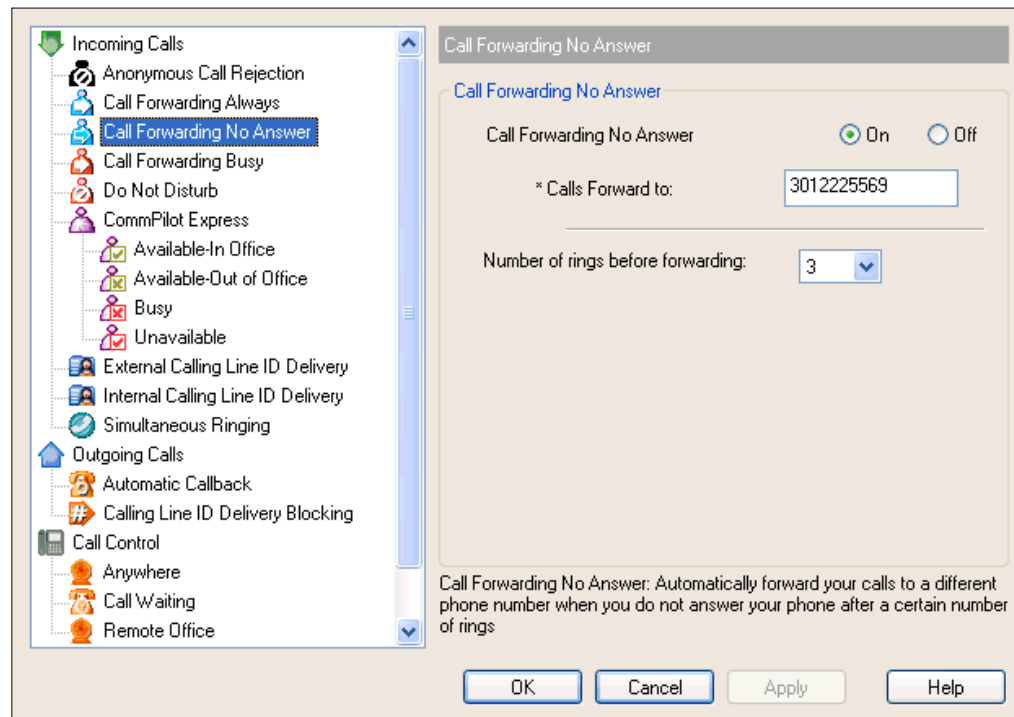 Incoming Calls
Anonymous Call Rejection
Call Forwarding Always
Call Forwarding No Answer
Call Forwarding Busy
Do Not Disturb
CommPilot Express
Available-In Office
Available-Out of Office
Busy
Unavailable
External Calling Line ID Delivery
Internal Calling Line ID Delivery
Simultaneous Ringing
Outgoing Calls
Automatic Callback
Calling Line ID Delivery Blocking
Call Control
Anywhere
Call Waiting
Remote Office
Call Forwarding No Answer
Call Forwarding No Answer
Call Forwarding No Answer On Off
* Calls Forward to: 3012225569
Number of rings before forwarding: 3
Call Forwarding No Answer: Automatically forward your calls to a different
phone number when you do not answer your phone after a certain number
of rings
OK Cancel Apply Help